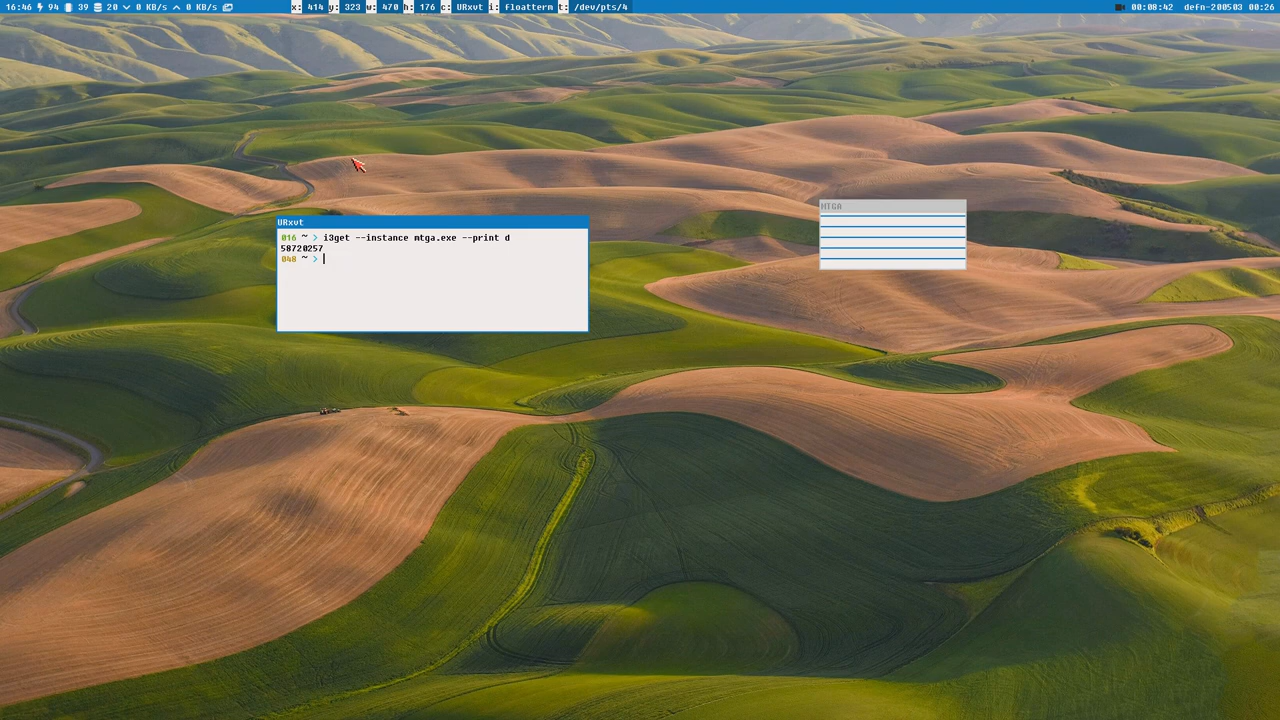 16:46 94 39 20 0 KB/s 0 KB/s x: 414 y: 323 w: 470 h: 176 c: URxvt i: floatterm t: /dev/pts/4 00:08:42 defn-200503 00:26
MTGA
URxvt
016 ~ > i3get --instance mtga.exe --print d
58720257
048 ~ >